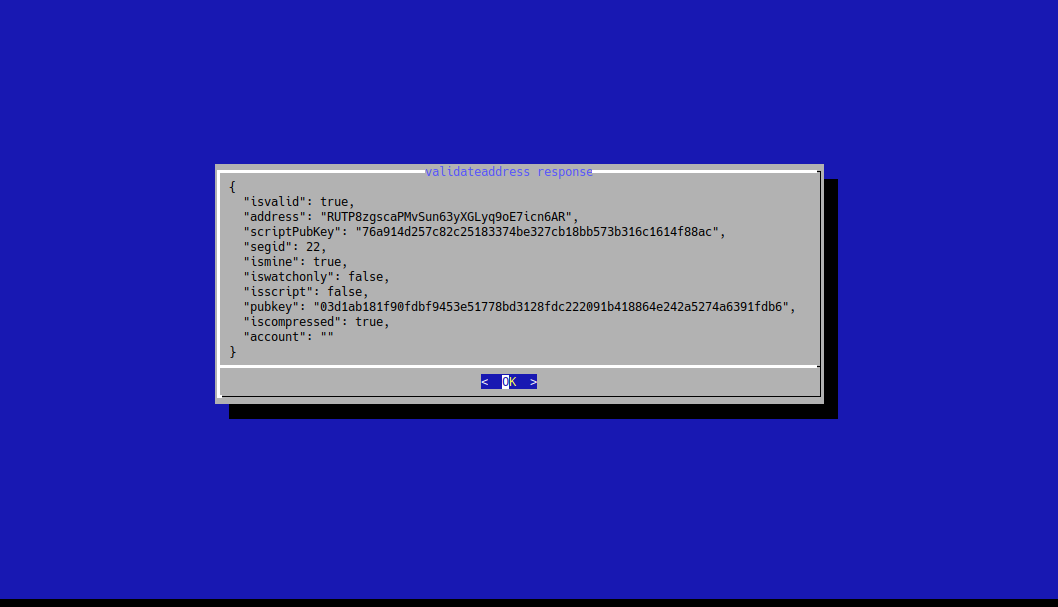 validateaddress response
{
  "isvalid": true,
  "address": "RUTP8zgscaPMvSun63yXGLyq9oE7icn6AR",
  "scriptPubKey": "76a914d257c82c25183374be327cb18bb573b316c1614f88ac",
  "segid": 22,
  "ismine": true,
  "iswatchonly": false,
  "isscript": false,
  "pubkey": "03d1ab181f90fdbf9453e51778bd3128fdc222091b418864e242a5274a6391fdb6",
  "iscompressed": true,
  "account": ""
}
<  OK  >